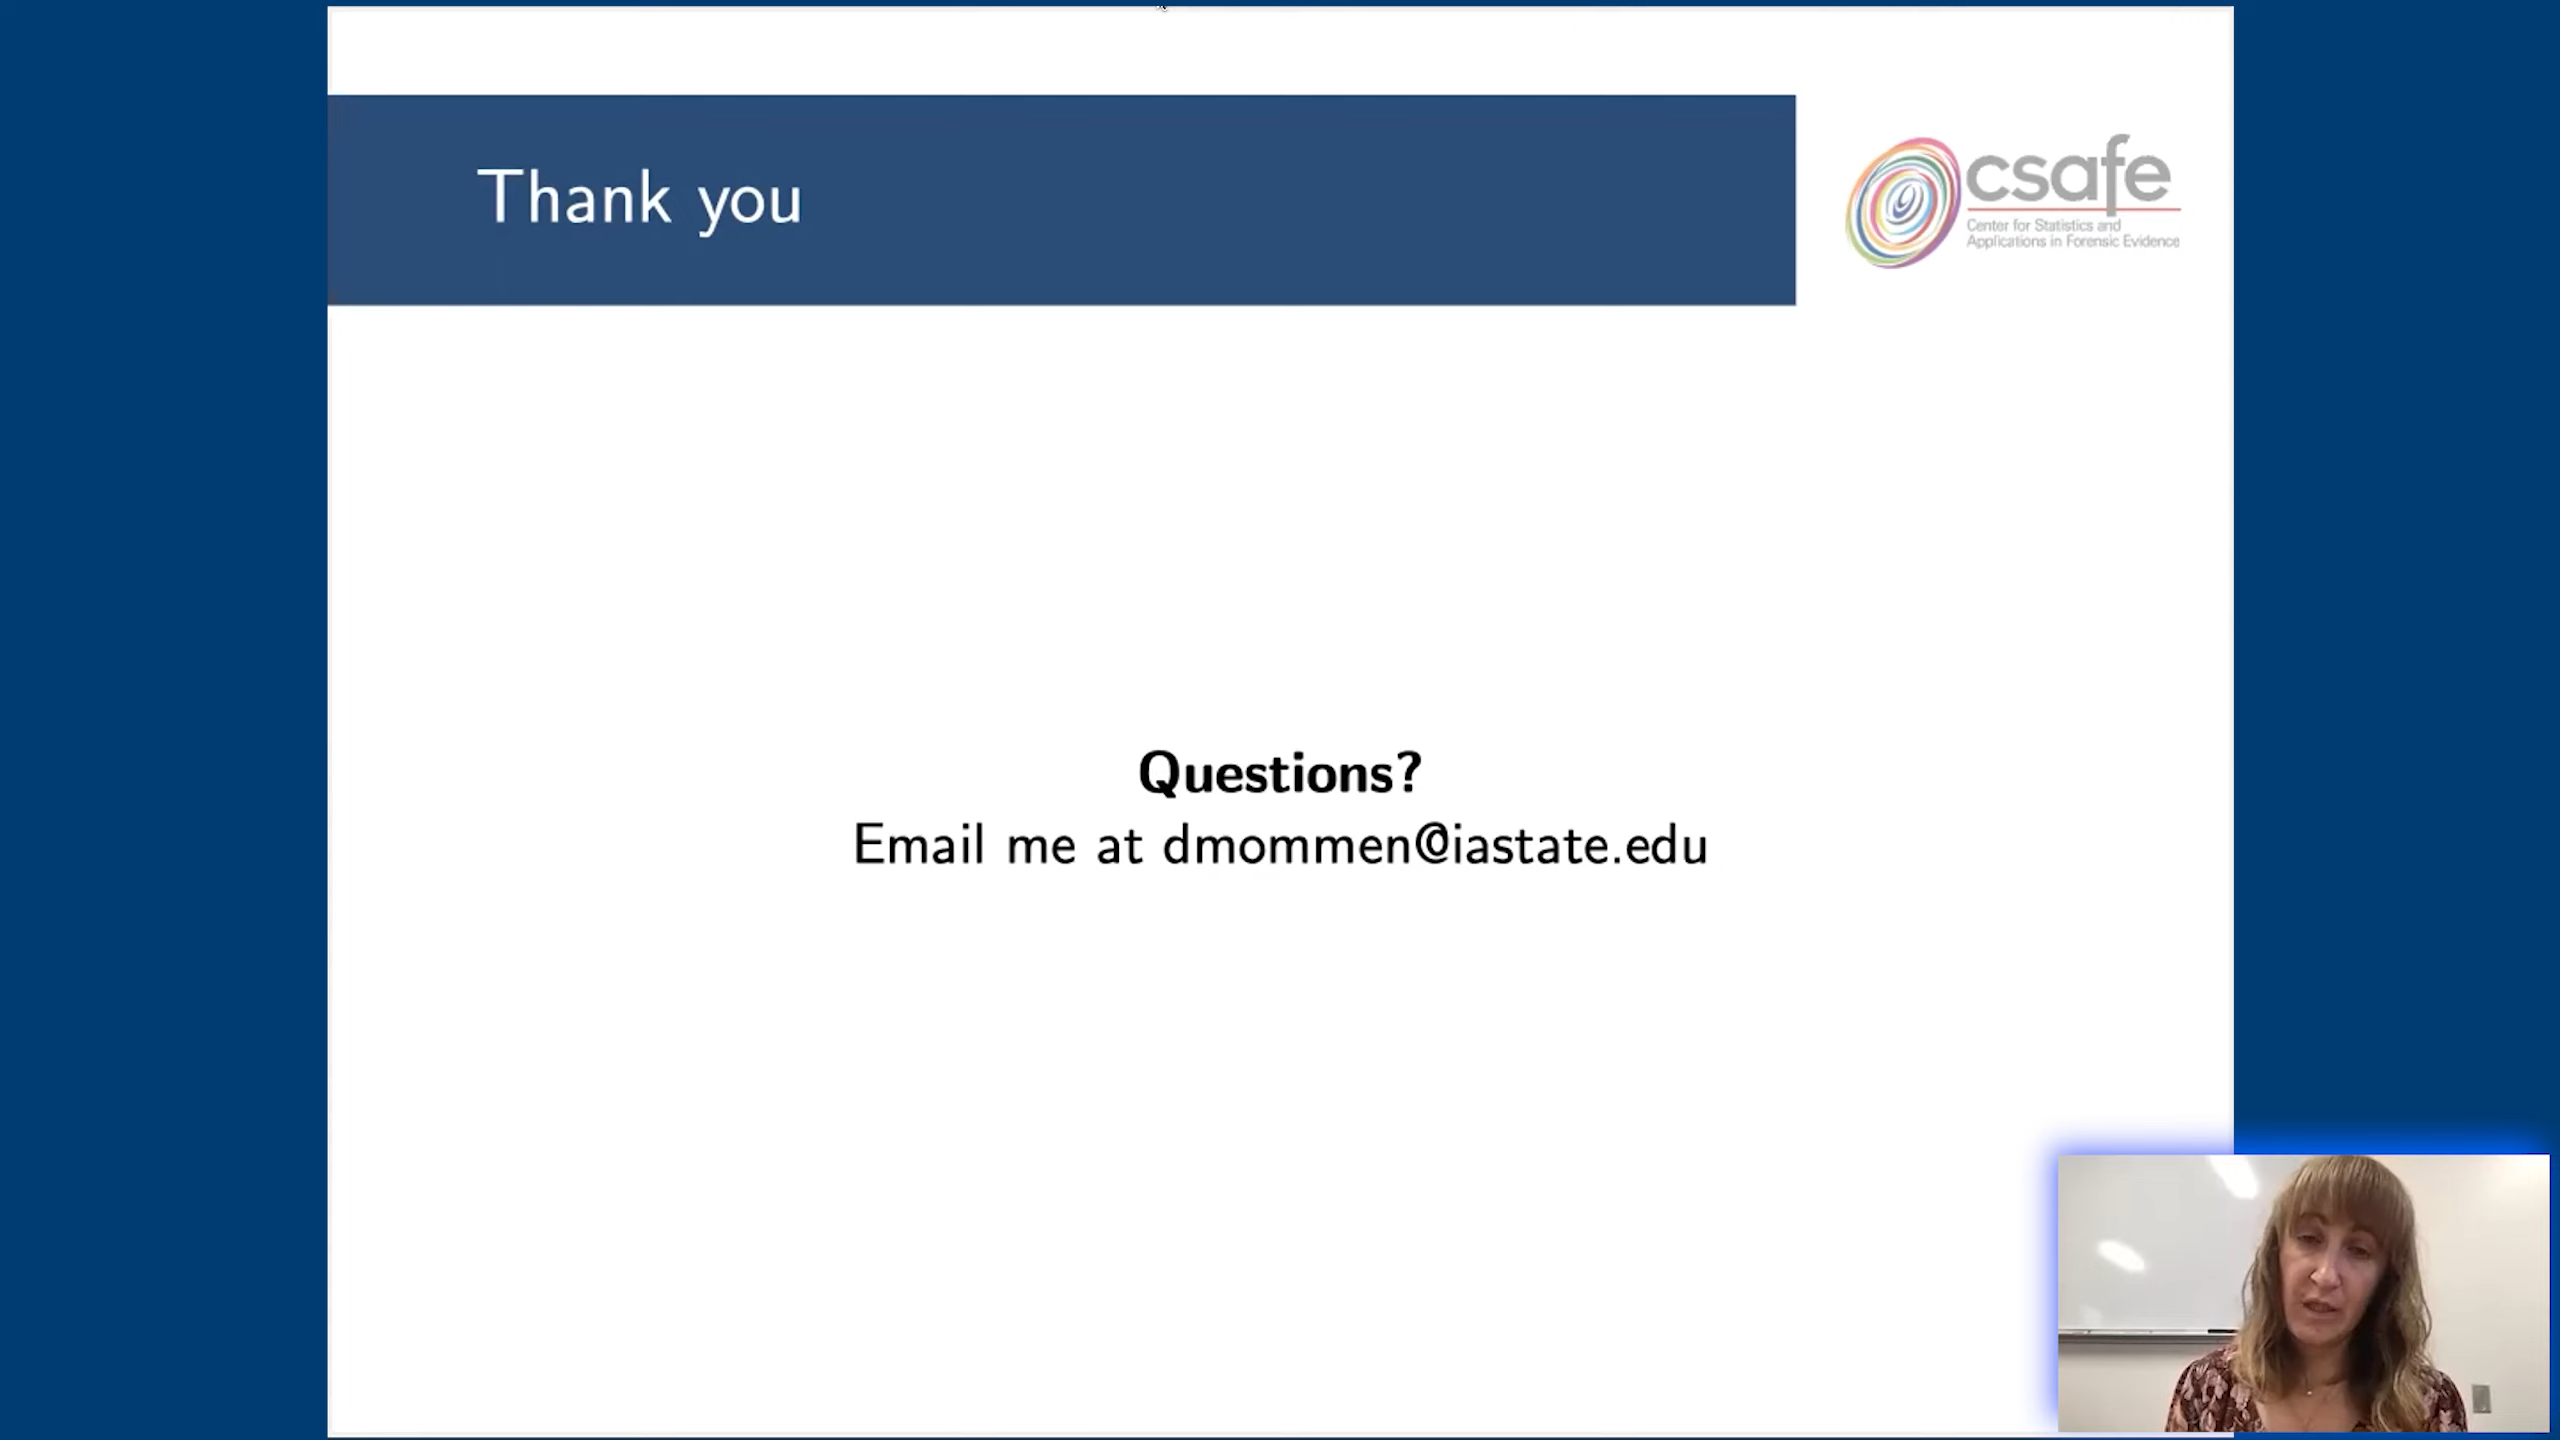 Thank you
csafe
Center for Statistics and
Applications in Forensic Evidence
Questions?
Email me at dmommen@iastate.edu